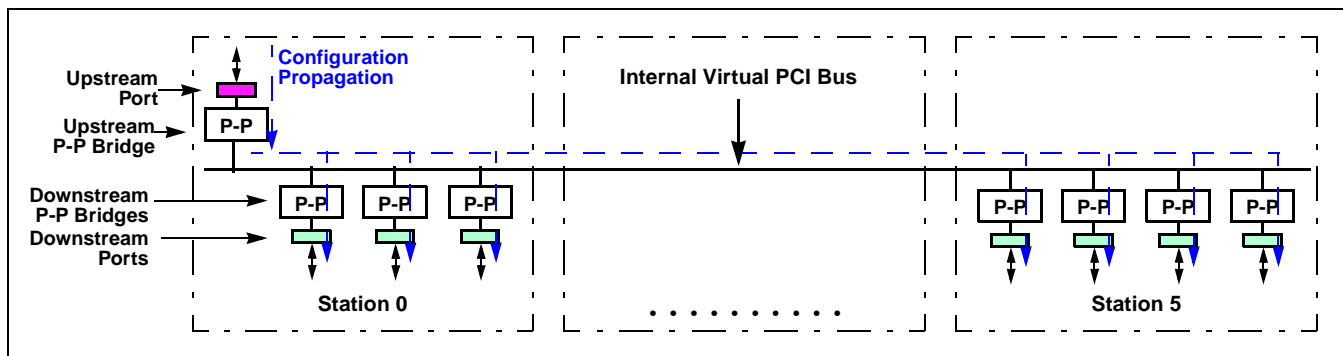 Configuration
Propagation
Upstream
Port
Internal Virtual PCI Bus
Upstream
P-P Bridge
P-P
Downstream
P-P Bridges
P-P P-P P-P
P-P P-P P-P P-P
Downstream
Ports
Station 0
. . . . . . . . . .
Station 5